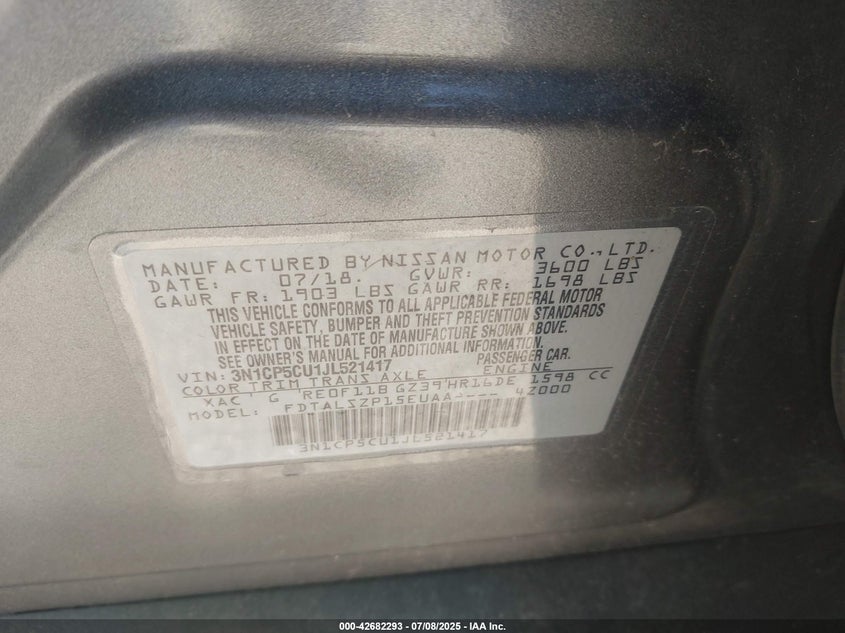 MANUFACTURED BY NISSAN MOTOR CO., LTD.
DATE: 07/18. GVWR: 3600 LBS
GAWR FR: 1903 LBS GAWR RR: 1698 LBS
THIS VEHICLE CONFORMS TO ALL APPLICABLE FEDERAL MOTOR
VEHICLE SAFETY, BUMPER AND THEFT PREVENTION STANDARDS
IN EFFECT ON THE DATE OF MANUFACTURE SHOWN ABOVE.
SEE OWNER'S MANUAL FOR ADDITIONAL INFORMATION.
VIN: 3N1CP5CU1JL521417 PASSENGER CAR.
COLOR TRIM TRANS AXLE ENGINE
XAC G RE0F11B GZ39 HR16DE 1598 CC
MODEL: FDTALSZP15EUAA---- 4Z000
3N1CP5CU1JL521417
000-42682293 - 07/08/2025 - IAA Inc.